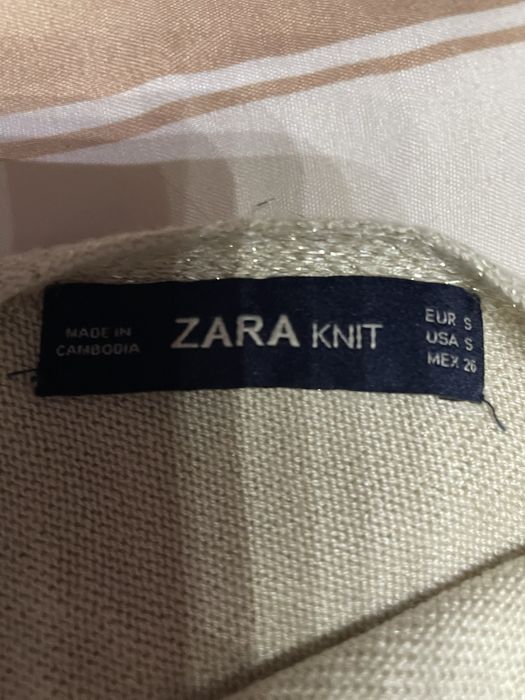 MADE IN
CAMBODIA
ZARA KNIT
EUR S
USA S
MEX 26